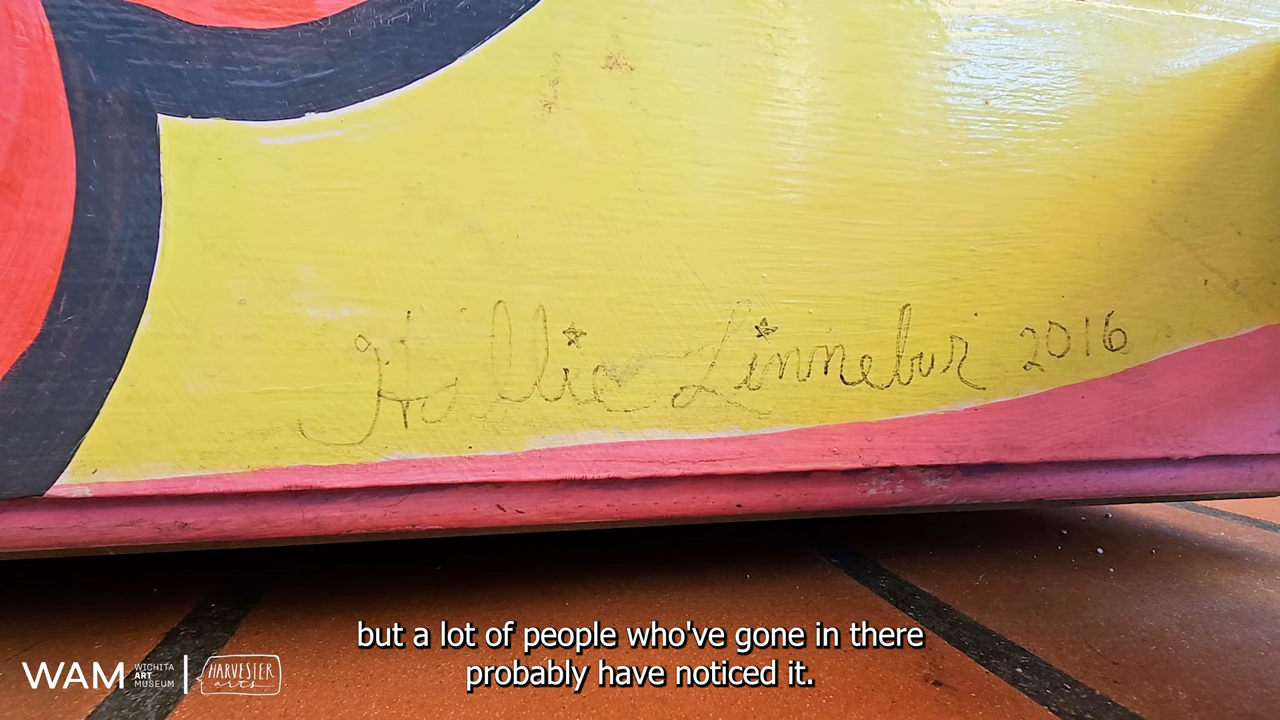 Hallie Linnebur 2016
but a lot of people who've gone in there
probably have noticed it.
WAM
WICHITA
ART
MUSEUM
HARVESTER
arts